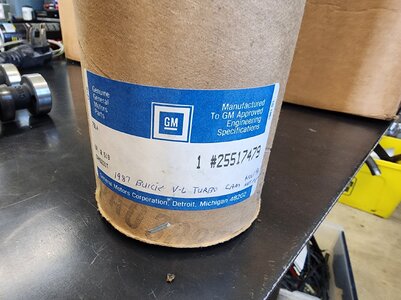 Genuine
General
Motors
Parts
GM
Manufactured
To GM Approved
Engineering
Specifications
1 #25517479
1987 Buick V-6 TURBO CAM
General Motors Corporation Detroit, Michigan 48202